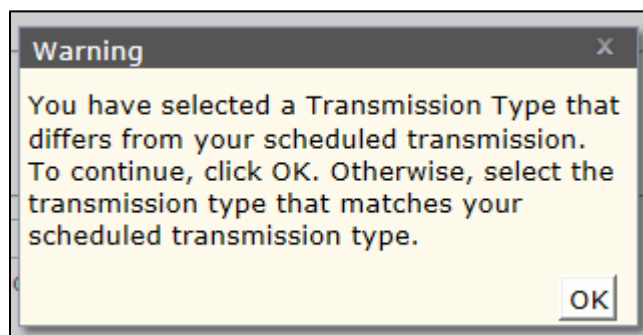 Warning x
You have selected a Transmission Type that
differs from your scheduled transmission.
To continue, click OK. Otherwise, select the
transmission type that matches your
scheduled transmission type.
OK